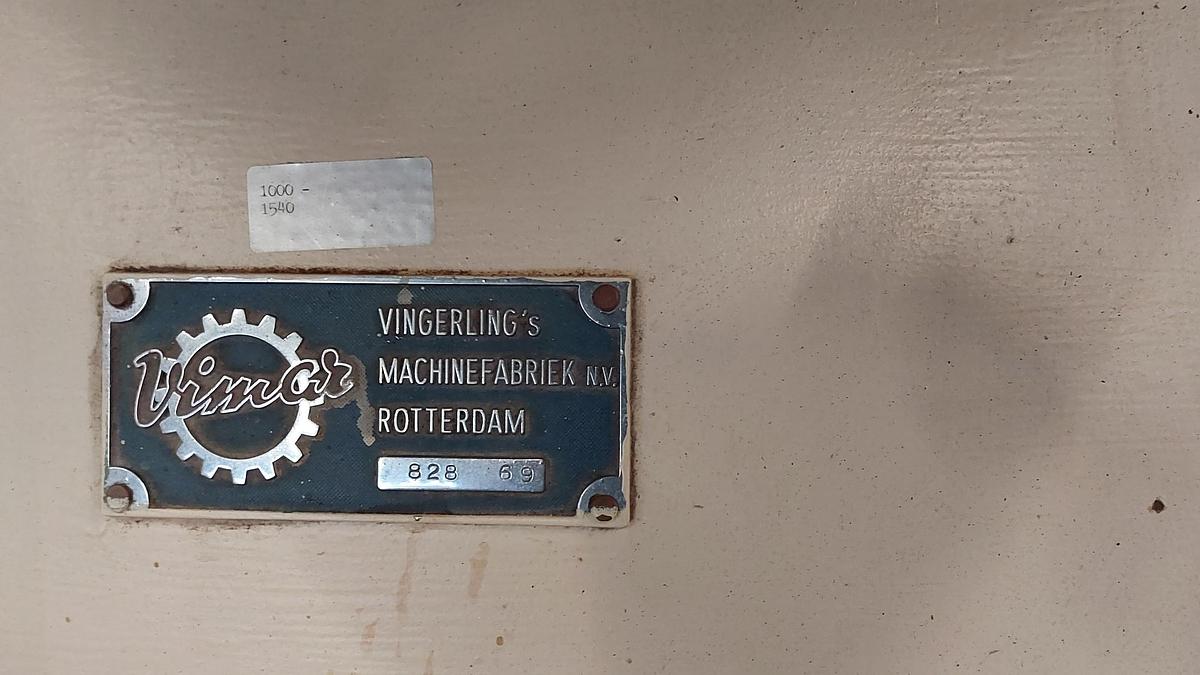 1000 -
1540
Vimar
VINGERLING's
MACHINEFABRIEK N.V.
ROTTERDAM
828 69